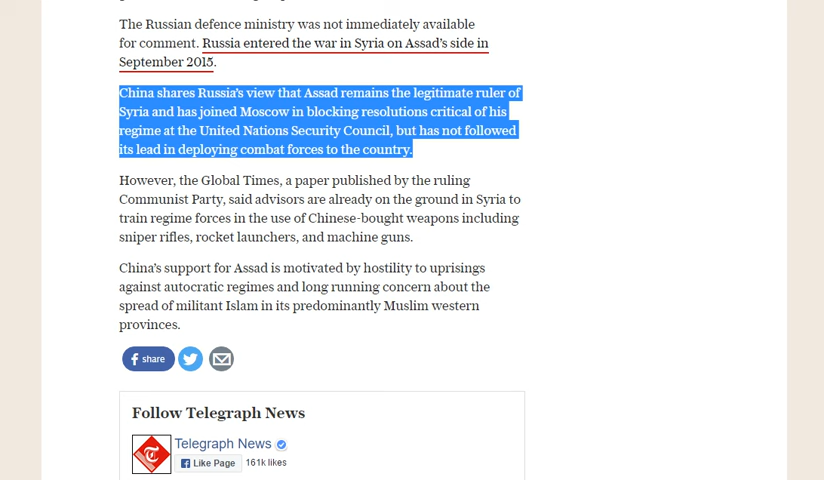 The Russian defence ministry was not immediately available
for comment. Russia entered the war in Syria on Assad's side in
September 2015.
China shares Russia's view that Assad remains the legitimate ruler of
Syria and has joined Moscow in blocking resolutions critical of his
regime at the United Nations Security Council, but has not followed
its lead in deploying combat forces to the country.
However, the Global Times, a paper published by the ruling
Communist Party, said advisors are already on the ground in Syria to
train regime forces in the use of Chinese-bought weapons including
sniper rifles, rocket launchers, and machine guns.
China's support for Assad is motivated by hostility to uprisings
against autocratic regimes and long running concern about the
spread of militant Islam in its predominantly Muslim western
provinces.
share
Follow Telegraph News
Telegraph News
Like Page 161k likes